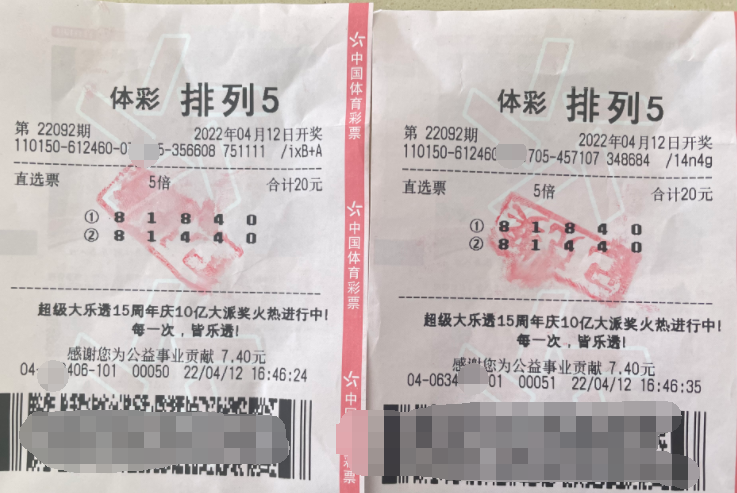 体彩 排列5
第 22092期 2022年04月12日开奖
110150-612460-0 5-356608 751111 /ixB+A
直选票 5倍 合计20元
① 8 1 8 4 0
② 8 1 4 4 0
超级大乐透15周年庆10亿大派奖火热进行中!
每一次，皆乐透!
感谢您为公益事业贡献 7.40元
04- 406-101 00050 22/04/12 16:46:24
中国体育彩票
中国体育彩票
中
彩票
体彩 排列5
第 22092期 2022年04月12日开奖
110150-612460 705-457107 348684 /14n4g
直选票 5倍 合计20元
① 8 1 8 4 0
② 8 1 4 4 0
超级大乐透15周年庆10亿大派奖火热进行中!
每一次，皆乐透!
感谢您为公益事业贡献 7.40元
04-0634 01 00051 22/04/12 16:46:35